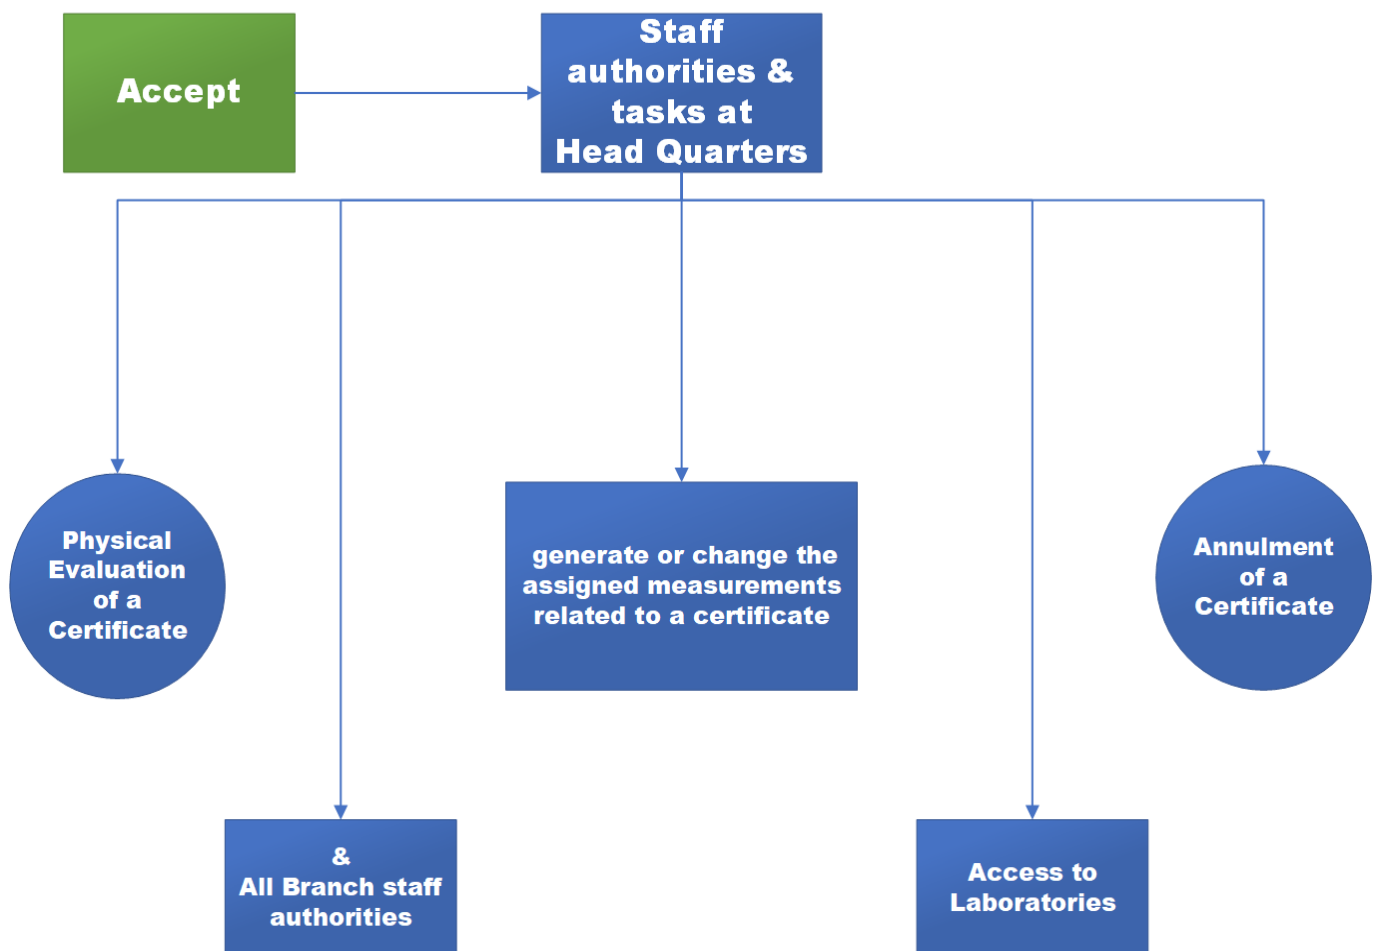 Accept
Staff
authorities &
tasks at
Head Quarters
Physical
Evaluation
of a
Certificate
generate or change the
assigned measurements
related to a certificate
Annulment
of a
Certificate
&
All Branch staff
authorities
Access to
Laboratories